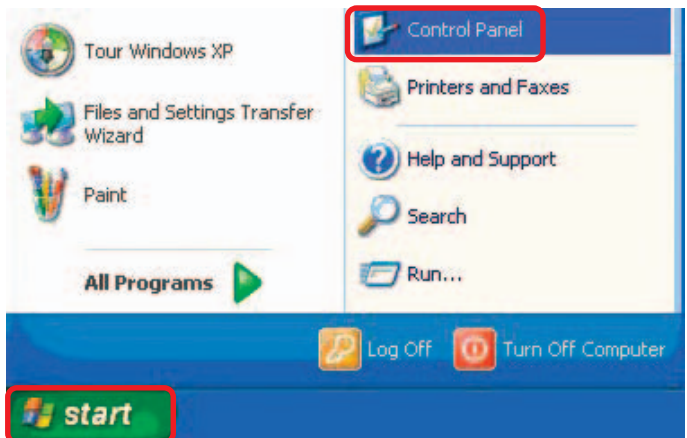 Tour Windows XP
Files and Settings Transfer
Wizard
Paint
All Programs
Control Panel
Printers and Faxes
Help and Support
Search
Run...
Log Off
Turn Off Computer
start